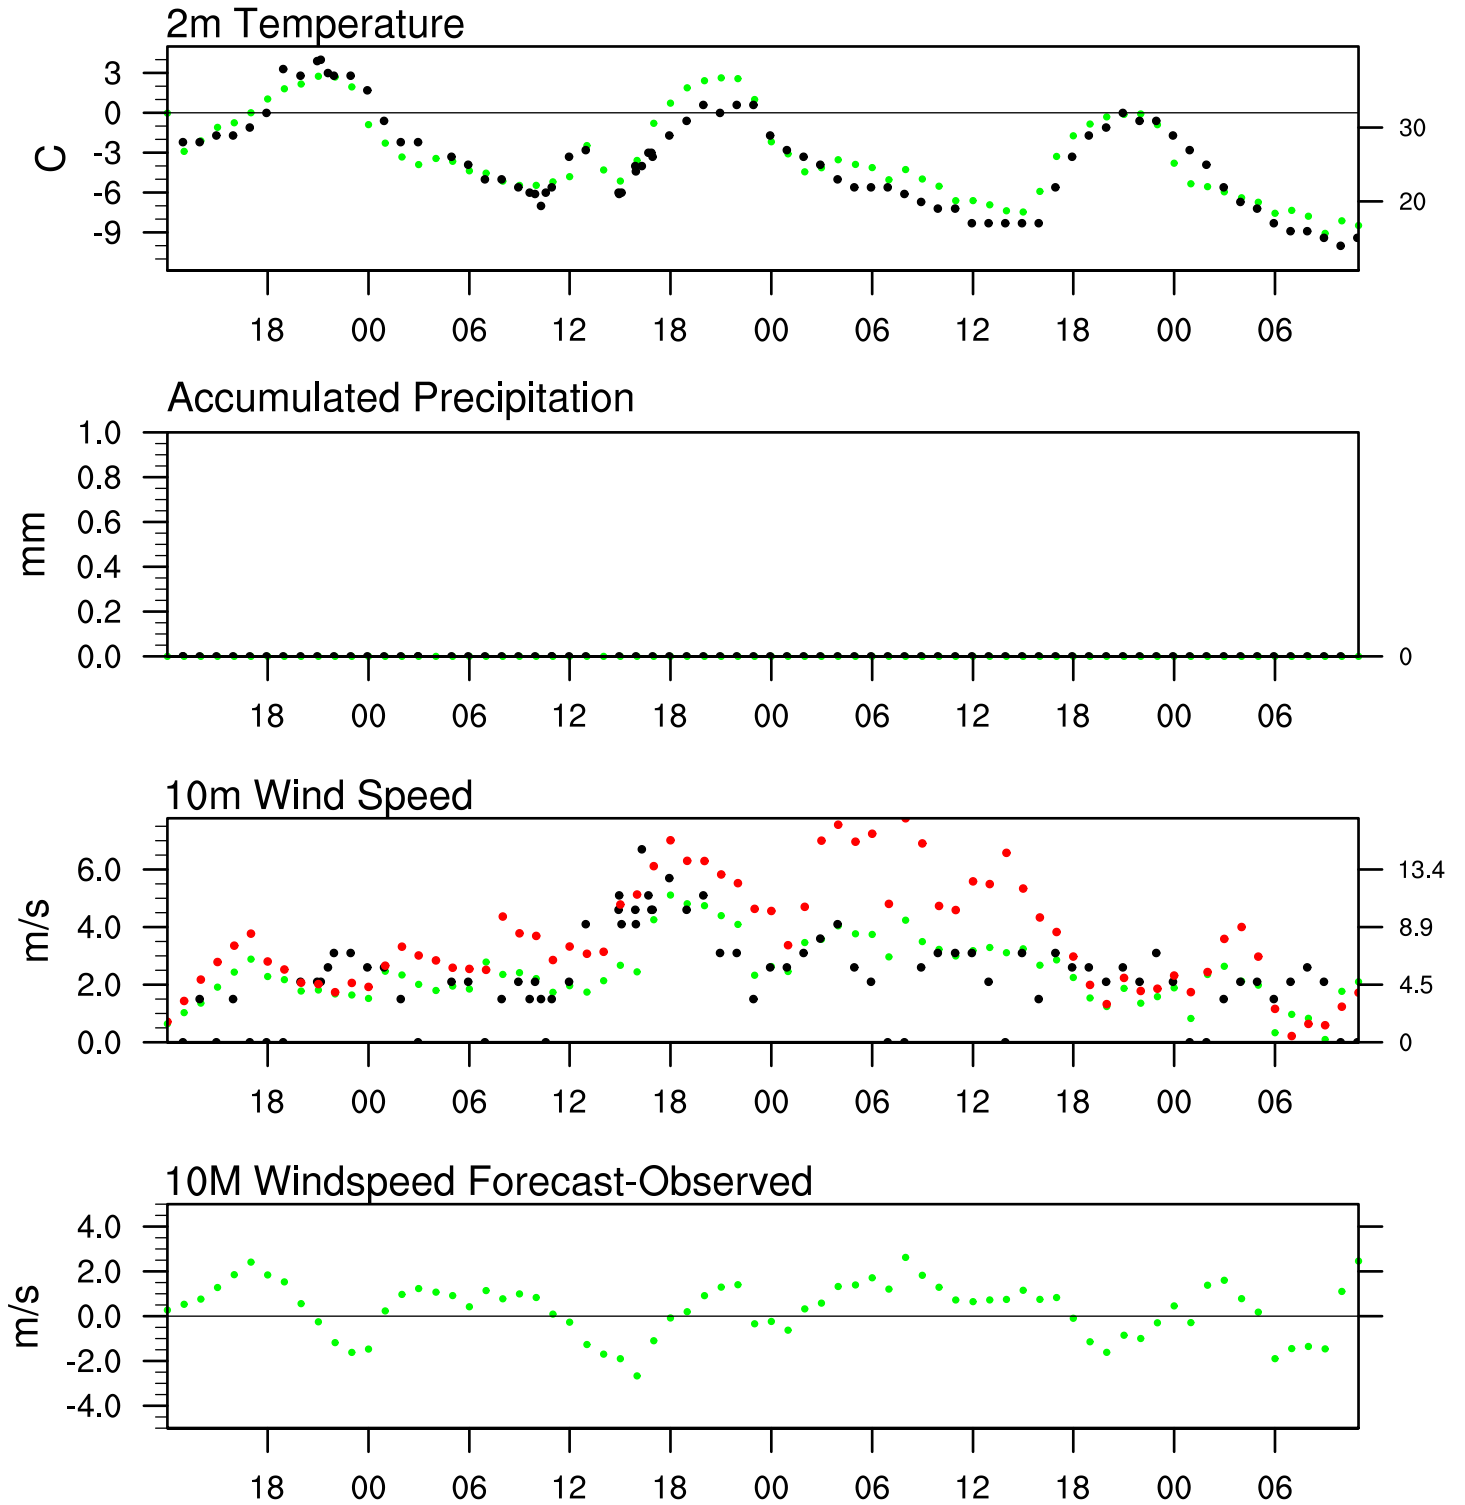 2m Temperature
3
0
-3
-6
-9
C
30
20
18 00 06 12 18 00 06 12 18 00 06
Accumulated Precipitation
1.0
0.8
0.6
0.4
0.2
0.0
mm
0
18 00 06 12 18 00 06 12 18 00 06
10m Wind Speed
6.0
4.0
2.0
0.0
m/s
13.4
8.9
4.5
0
18 00 06 12 18 00 06 12 18 00 06
10M Windspeed Forecast-Observed
4.0
2.0
0.0
-2.0
-4.0
m/s
18 00 06 12 18 00 06 12 18 00 06